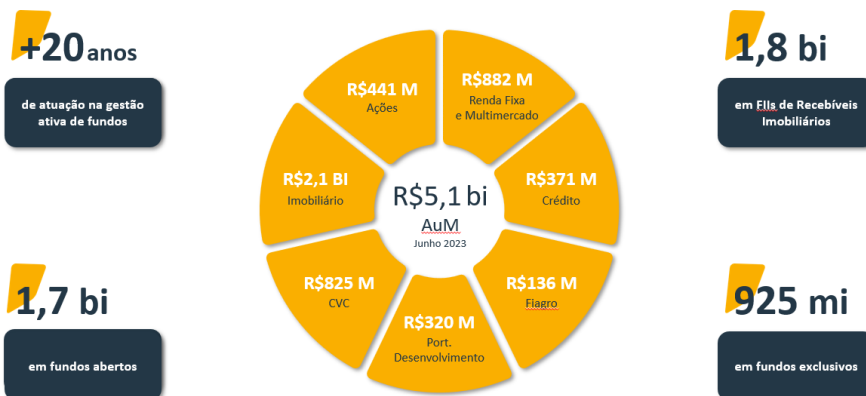 +20 anos
de atuação na gestão
ativa de fundos
1,7 bi
em fundos abertos
R$441 M
Ações
R$882 M
Renda Fixa
e Multimercado
R$2,1 BI
Imobiliário
R$371 M
Crédito
R$5,1 bi
AuM
Junho 2023
R$825 M
CVC
R$136 M
Fiagro
R$320 M
Port.
Desenvolvimento
1,8 bi
em FIIs de Recebíveis
Imobiliários
925 mi
em fundos exclusivos